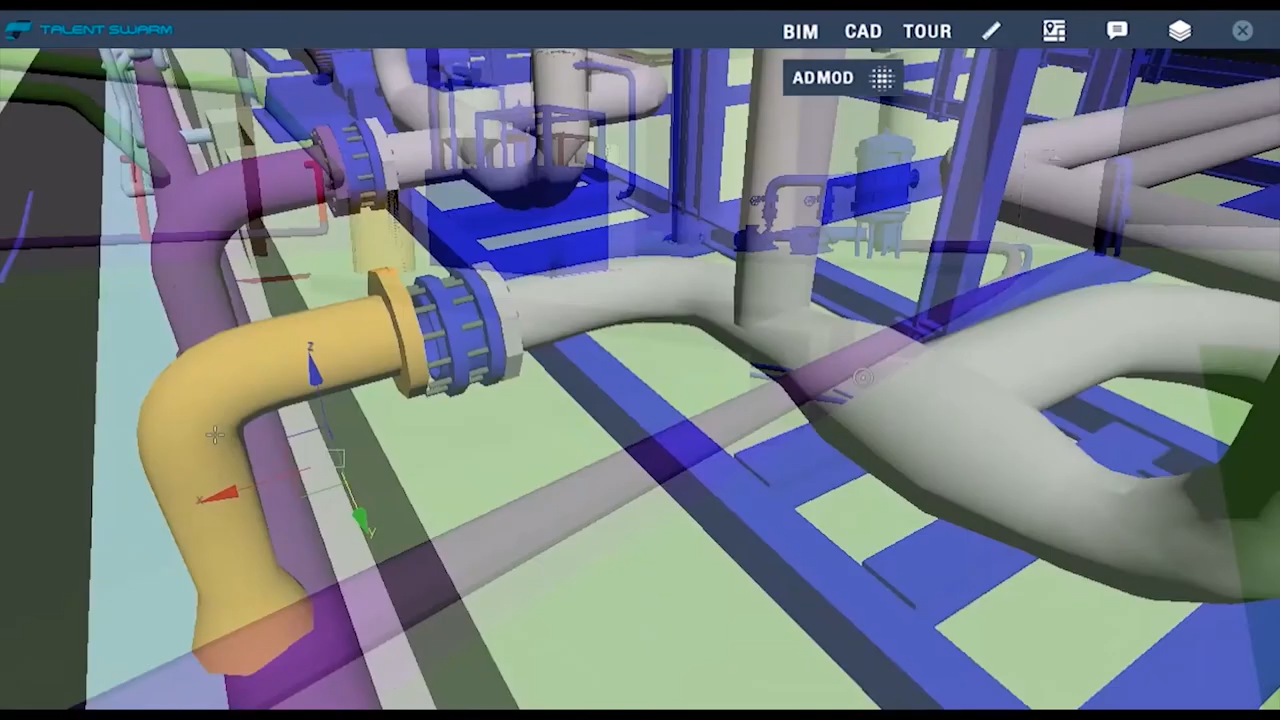 TALENT SWARM
BIM CAD TOUR
ADMOD
Z
X
Y